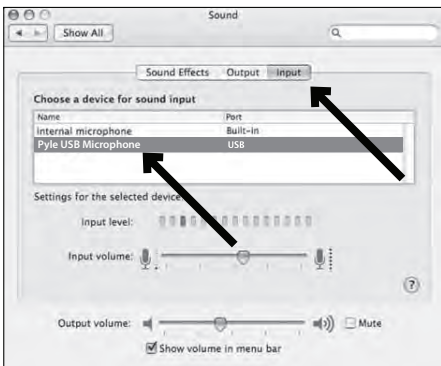 Sound
Show All
Sound Effects Output Input
Choose a device for sound input
Name Port
Internal microphone Built-in
Pyle USB Microphone USB
Settings for the selected device
Input level:
Input volume:
?
Output volume: Mute
Show volume in menu bar